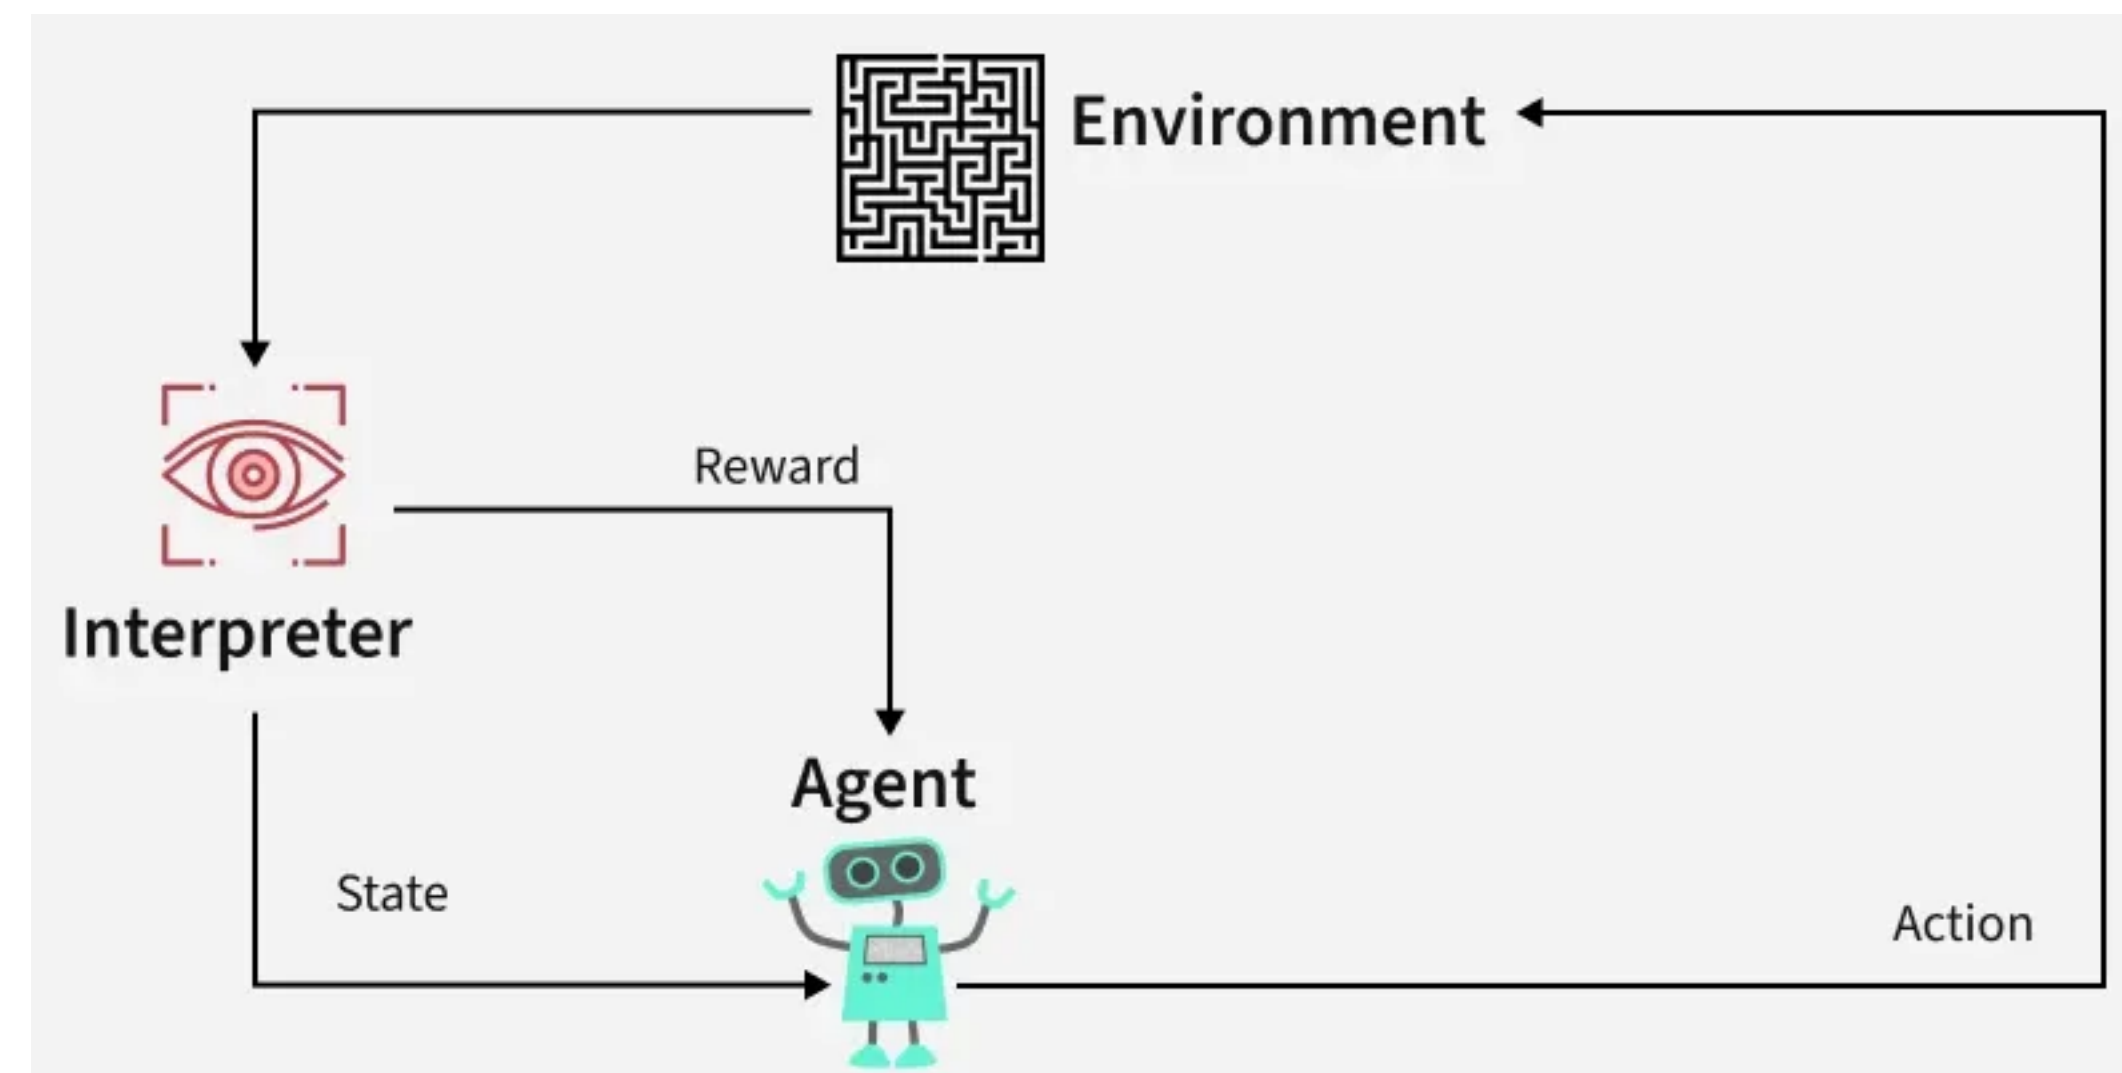 Environment
Reward
Interpreter
Agent
State
Action